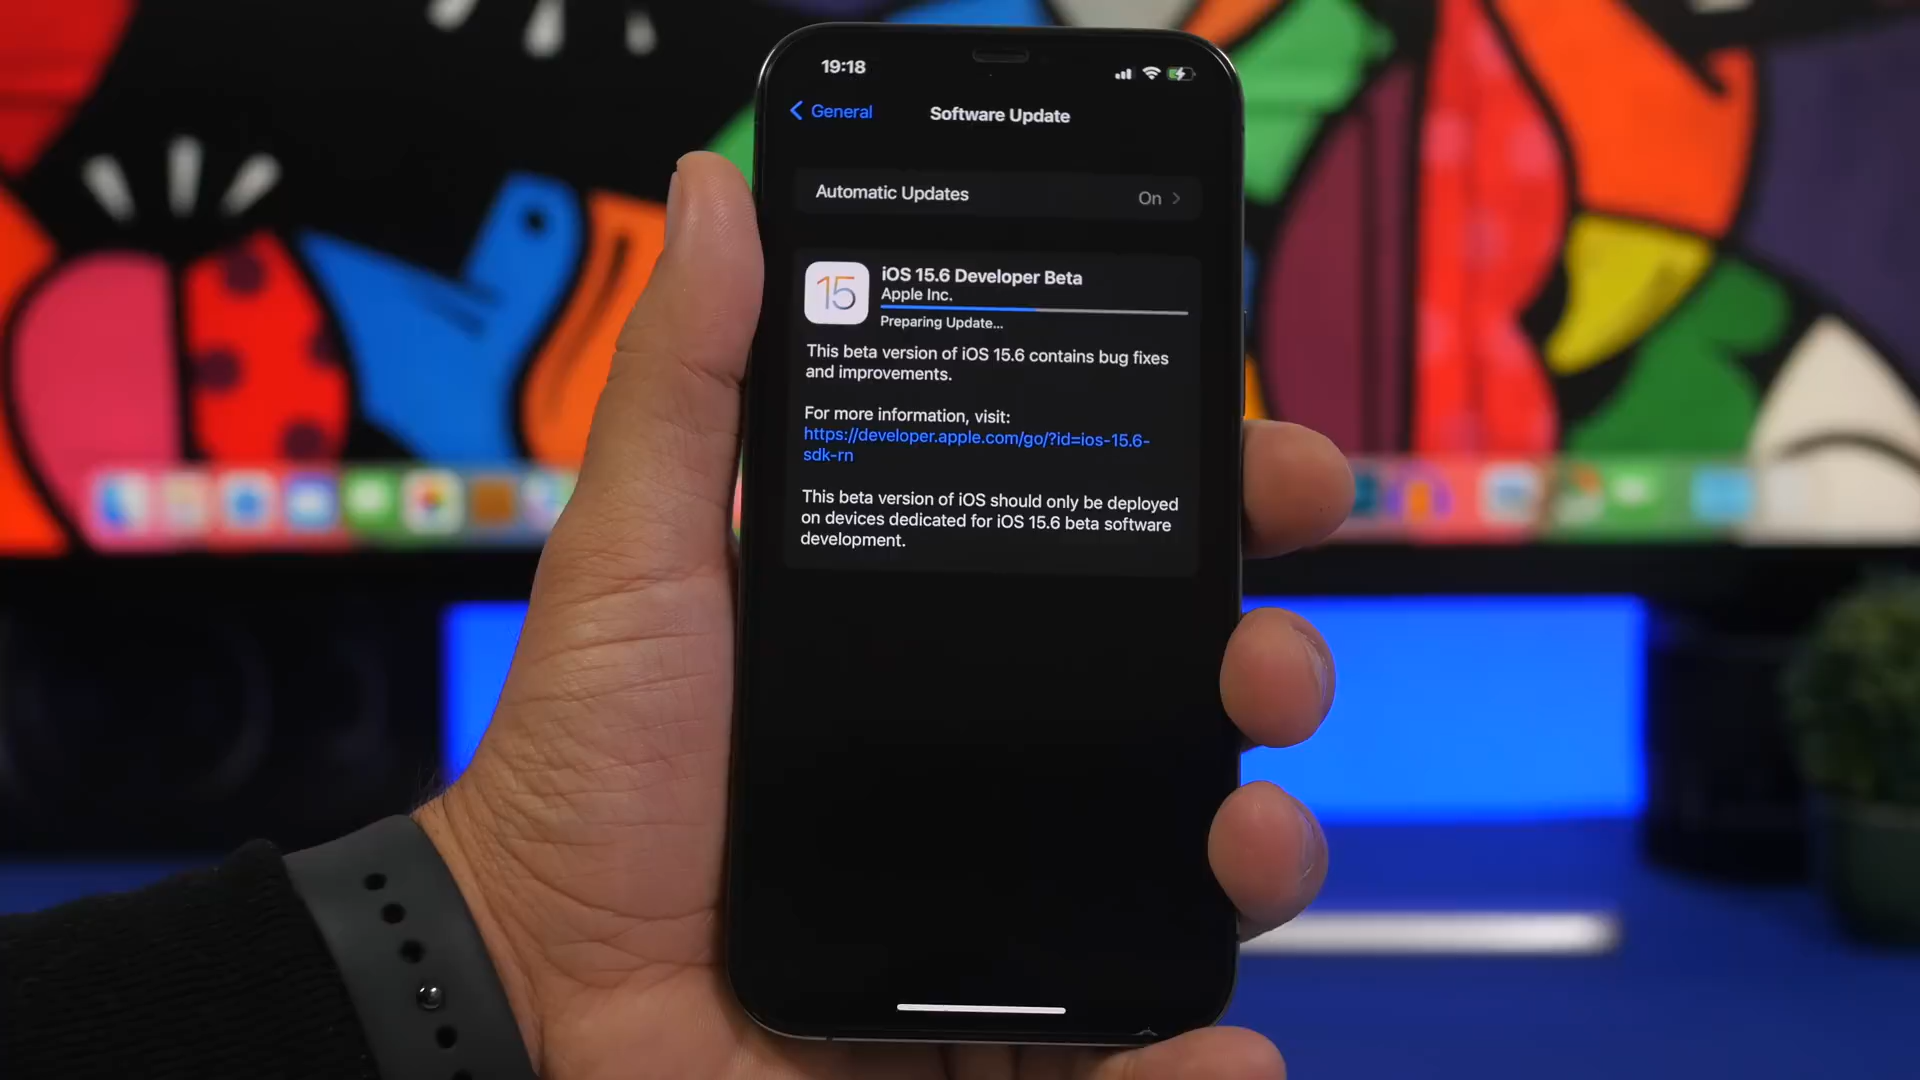 19:18
General
Software Update
Automatic Updates
On
15
iOS 15.6 Developer Beta
Apple Inc.
Preparing Update...
This beta version of iOS 15.6 contains bug fixes
and improvements.
For more information, visit:
https://developer.apple.com/go/?id=ios-15.6-
sdk-rn
This beta version of iOS should only be deployed
on devices dedicated for iOS 15.6 beta software
development.